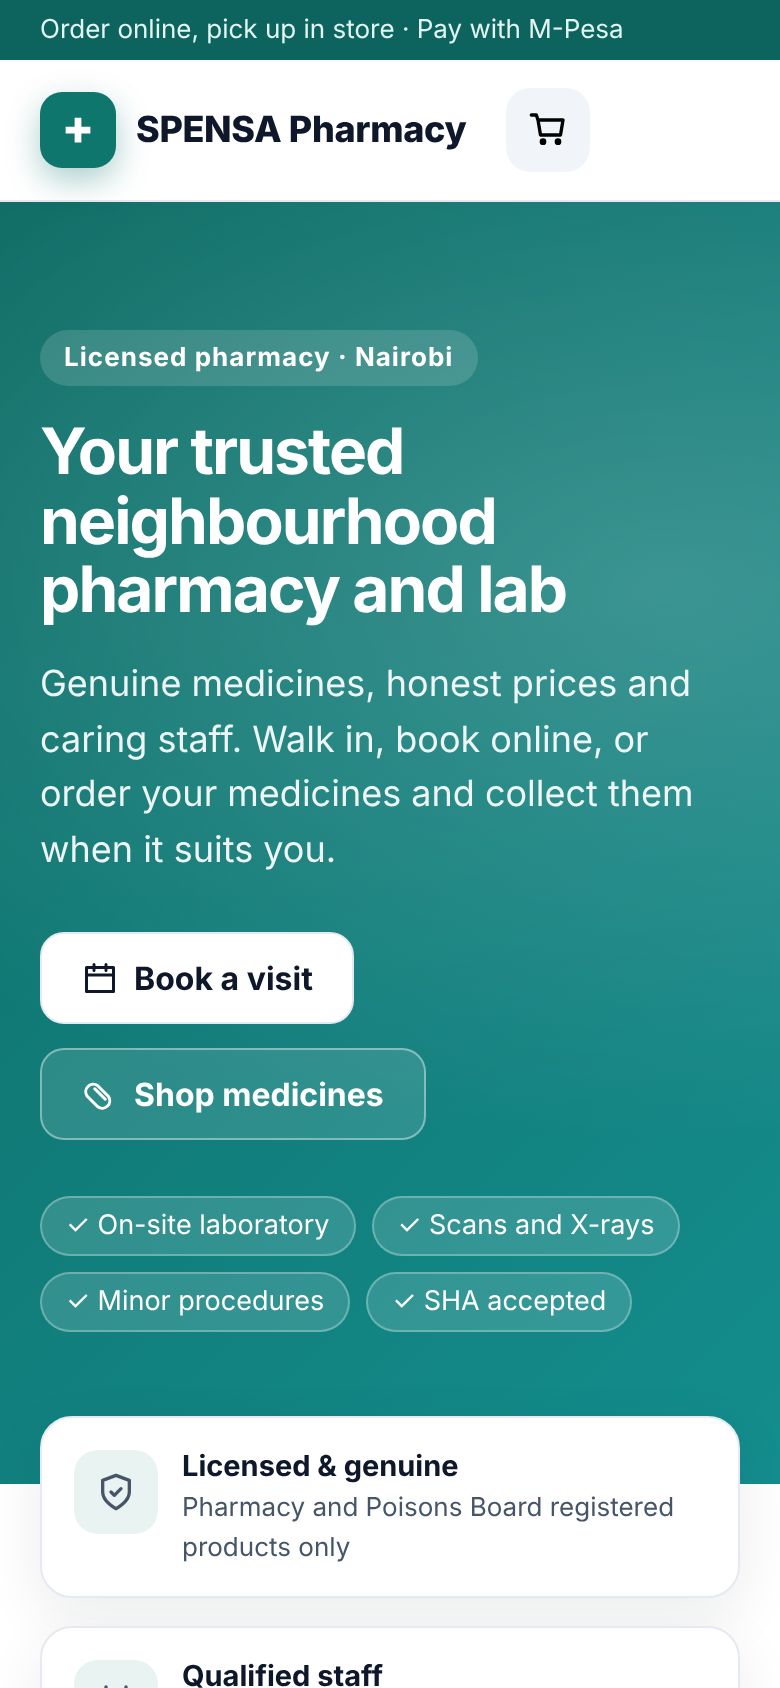 Order online, pick up in store · Pay with M-Pesa
SPENSA Pharmacy
Licensed pharmacy · Nairobi
Your trusted
neighbourhood
pharmacy and lab
Genuine medicines, honest prices and
caring staff. Walk in, book online, or
order your medicines and collect them
when it suits you.
Book a visit
Shop medicines
✓ On-site laboratory
✓ Scans and X-rays
✓ Minor procedures
✓ SHA accepted
Licensed & genuine
Pharmacy and Poisons Board registered
products only
Qualified staff